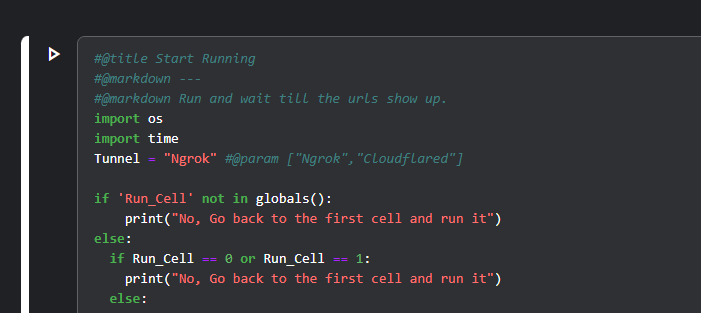 #@title Start Running
#@markdown ---
#@markdown Run and wait till the urls show up.
import os
import time
Tunnel = "Ngrok" #@param ["Ngrok","Cloudflared"]
if 'Run_Cell' not in globals():
    print("No, Go back to the first cell and run it")
else:
  if Run_Cell == 0 or Run_Cell == 1:
    print("No, Go back to the first cell and run it")
  else: